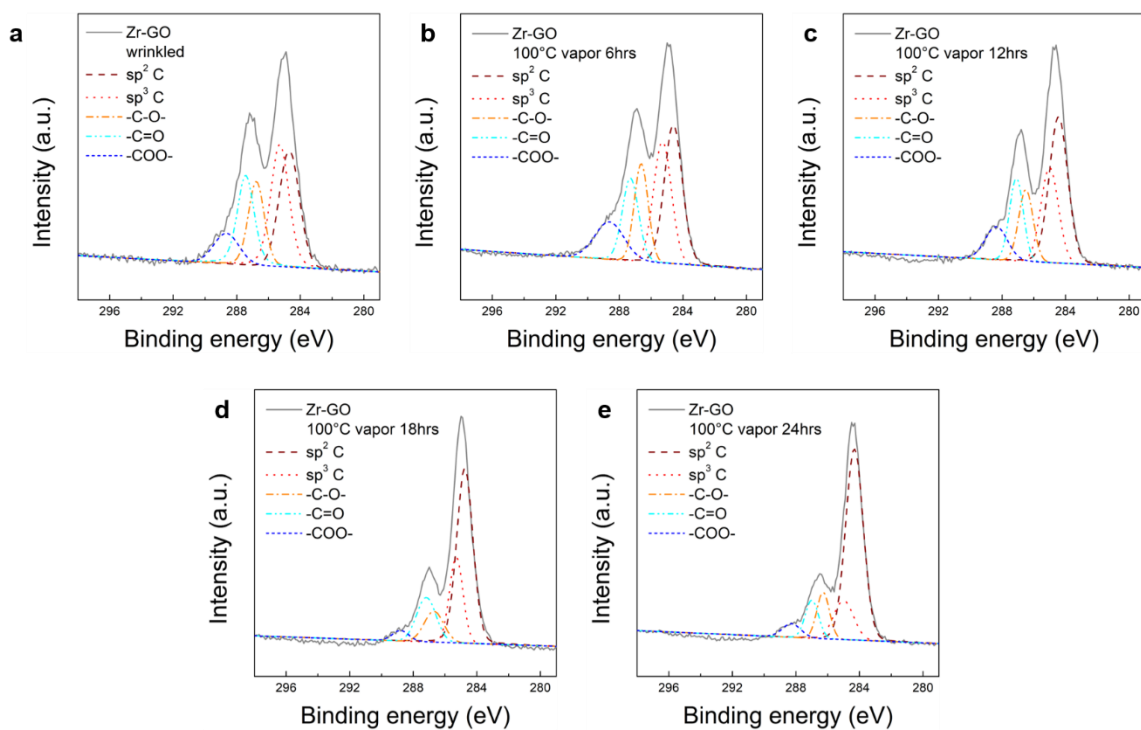 a
Zr-GO
wrinkled
sp² C
sp³ C
-C-O-
-C=O
-COO-
Intensity (a.u.)
296 292 288 284 280
Binding energy (eV)
b
Zr-GO
100°C vapor 6hrs
sp² C
sp³ C
-C-O-
-C=O
-COO-
Intensity (a.u.)
296 292 288 284 280
Binding energy (eV)
c
Zr-GO
100°C vapor 12hrs
sp² C
sp³ C
-C-O-
-C=O
-COO-
Intensity (a.u.)
296 292 288 284 280
Binding energy (eV)
d
Zr-GO
100°C vapor 18hrs
sp² C
sp³ C
-C-O-
-C=O
-COO-
Intensity (a.u.)
296 292 288 284 280
Binding energy (eV)
e
Zr-GO
100°C vapor 24hrs
sp² C
sp³ C
-C-O-
-C=O
-COO-
Intensity (a.u.)
296 292 288 284 280
Binding energy (eV)